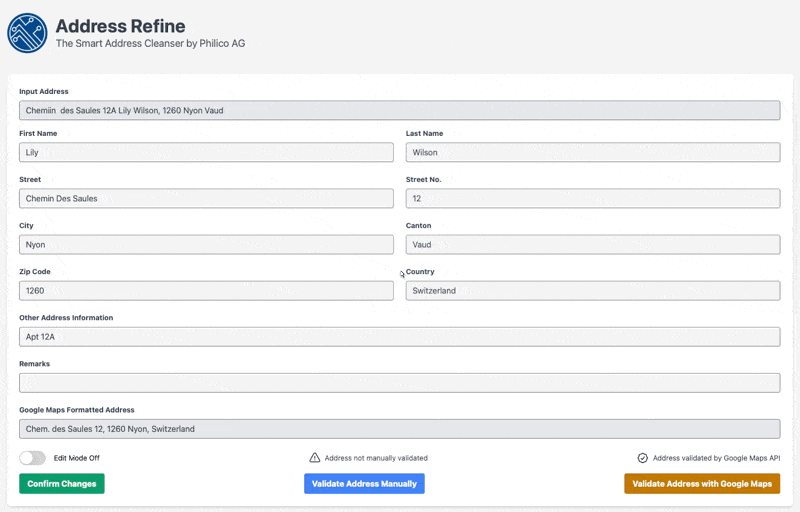 Address Refine
The Smart Address Cleanser by Philico AG
Input Address
Chemiin  des Saules 12A Lily Wilson, 1260 Nyon Vaud
First Name
Last Name
Lily
Wilson
Street
Street No.
Chemin Des Saules
12
City
Canton
Nyon
Vaud
Zip Code
Country
1260
Switzerland
Other Address Information
Apt 12A
Remarks
Google Maps Formatted Address
Chem. des Saules 12, 1260 Nyon, Switzerland
Edit Mode Off
Address not manually validated
Address validated by Google Maps API
Confirm Changes
Validate Address Manually
Validate Address with Google Maps